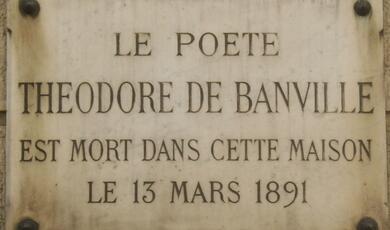 LE POETE
THEODORE DE BANVILLE
EST MORT DANS CETTE MAISON
LE 13 MARS 1891